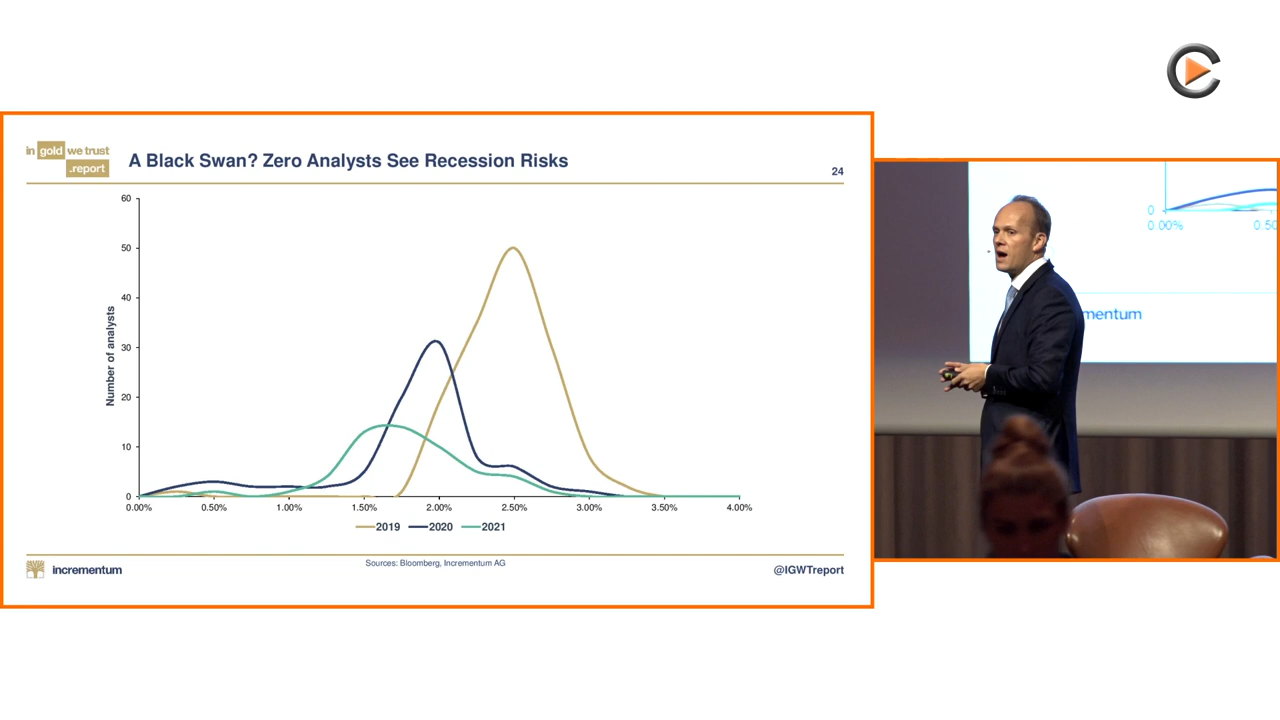 in gold we trust
.report
A Black Swan? Zero Analysts See Recession Risks
24
Number of analysts
60
50
40
30
20
10
0
0.00% 0.50% 1.00% 1.50% 2.00% 2.50% 3.00% 3.50% 4.00%
2019 2020 2021
Sources: Bloomberg, Incrementum AG
incrementum
@IGWTreport
0
0.00% 0.50
mentum